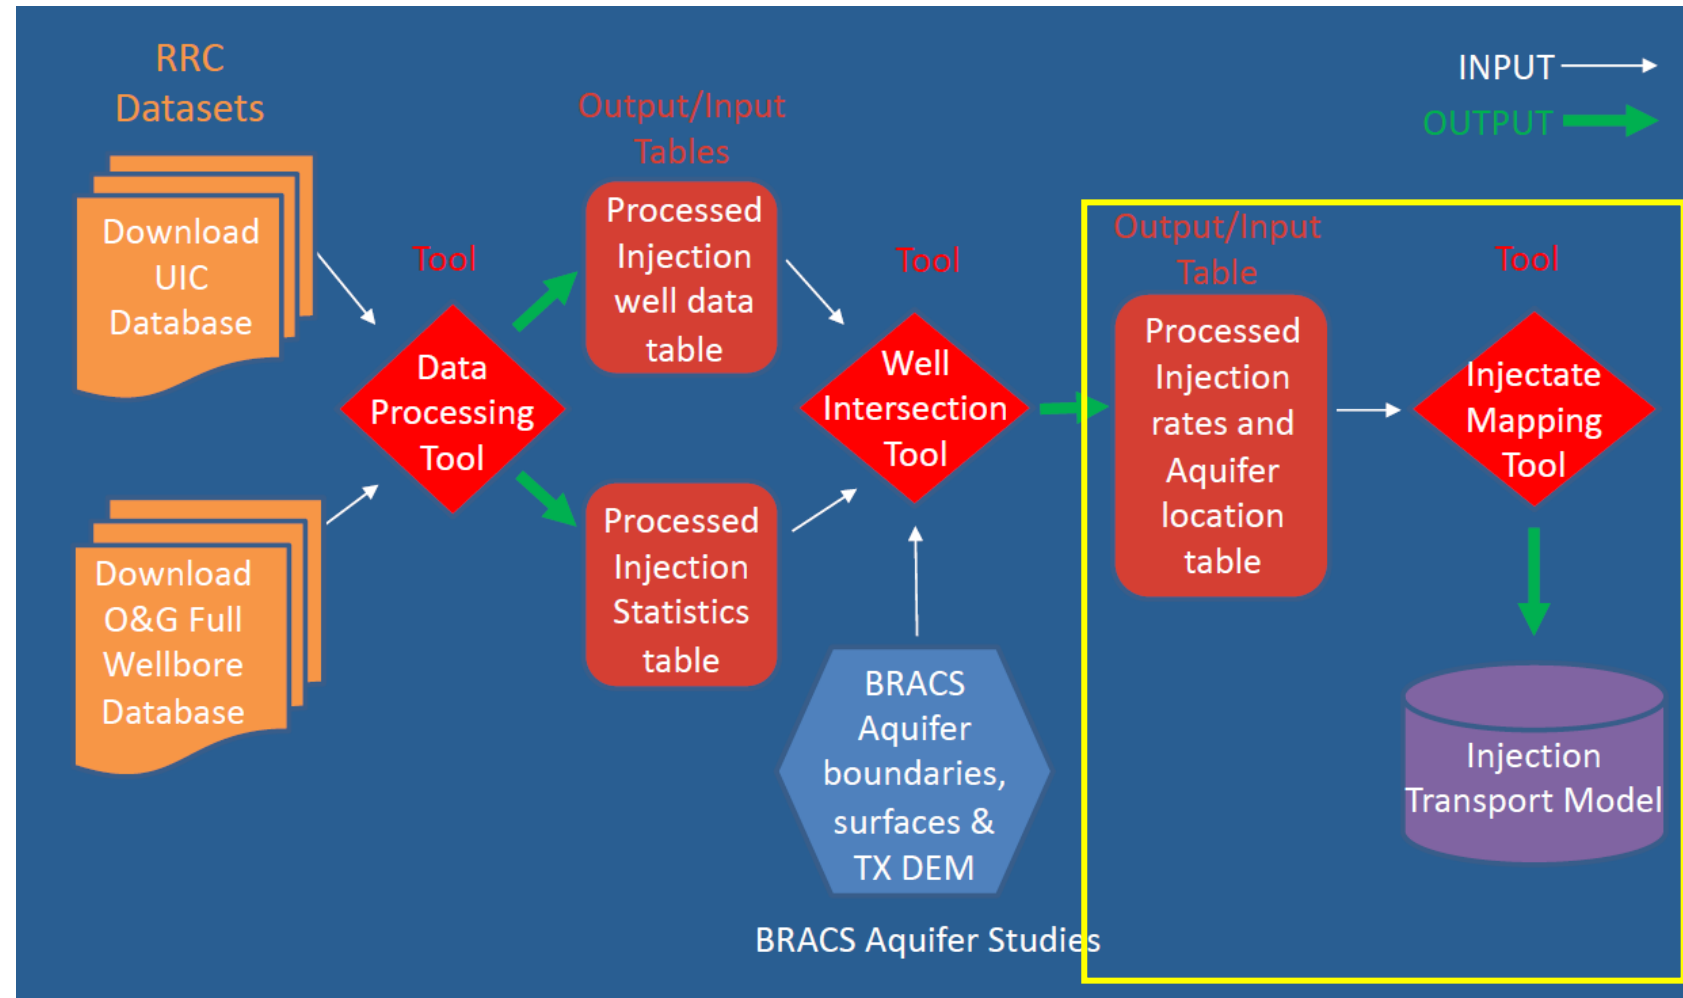 RRC
Datasets
Download
UIC
Database
Download
O&G Full
Wellbore
Database
Tool
Data
Processing
Tool
Output/Input
Tables
Processed
Injection
well data
table
Processed
Injection
Statistics
table
Tool
Well
Intersection
Tool
BRACS
Aquifer
boundaries,
surfaces &
TX DEM
BRACS Aquifer Studies
INPUT
OUTPUT
Output/Input
Table
Processed
Injection
rates and
Aquifer
location
table
Tool
Injectate
Mapping
Tool
Injection
Transport Model